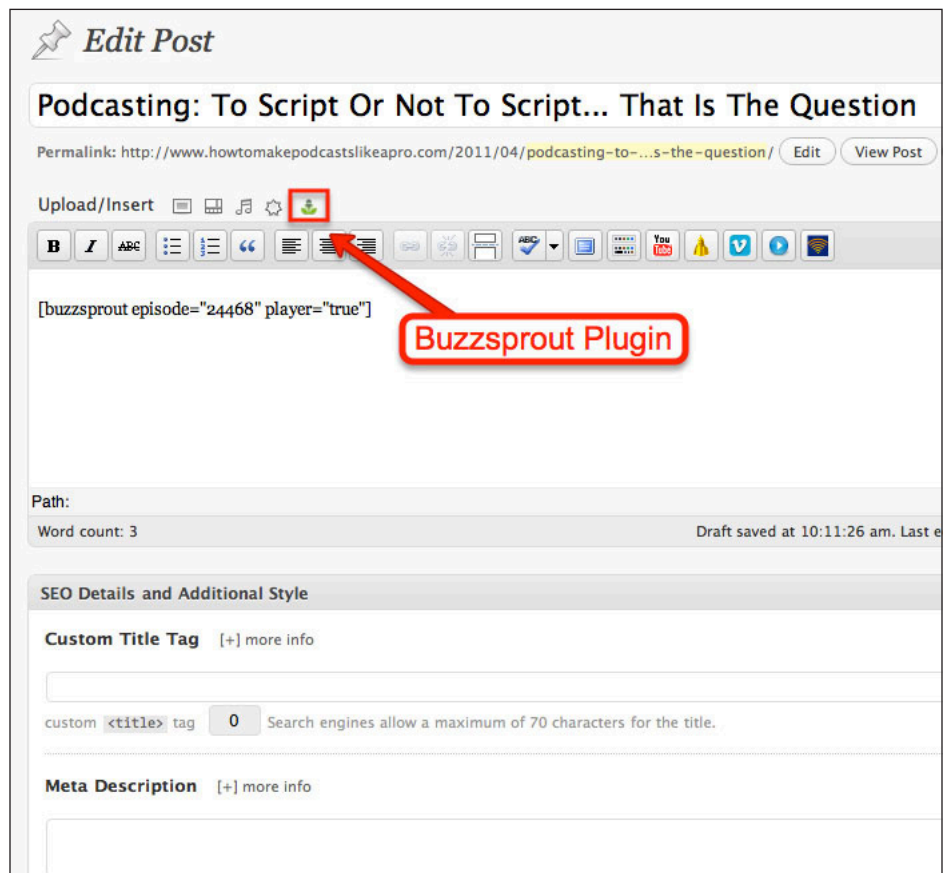 Edit Post
Podcasting: To Script Or Not To Script... That Is The Question
Permalink: http://www.howtomakepodcastslikeapro.com/2011/04/podcasting-to-...s-the-question/ Edit View Post
Upload/Insert
B I ABC ABC You Tube
[buzzsprout episode="24468" player="true"]
Buzzsprout Plugin
Path:
Word count: 3 Draft saved at 10:11:26 am. Last e
SEO Details and Additional Style
Custom Title Tag [+] more info
custom <title> tag 0 Search engines allow a maximum of 70 characters for the title.
Meta Description [+] more info